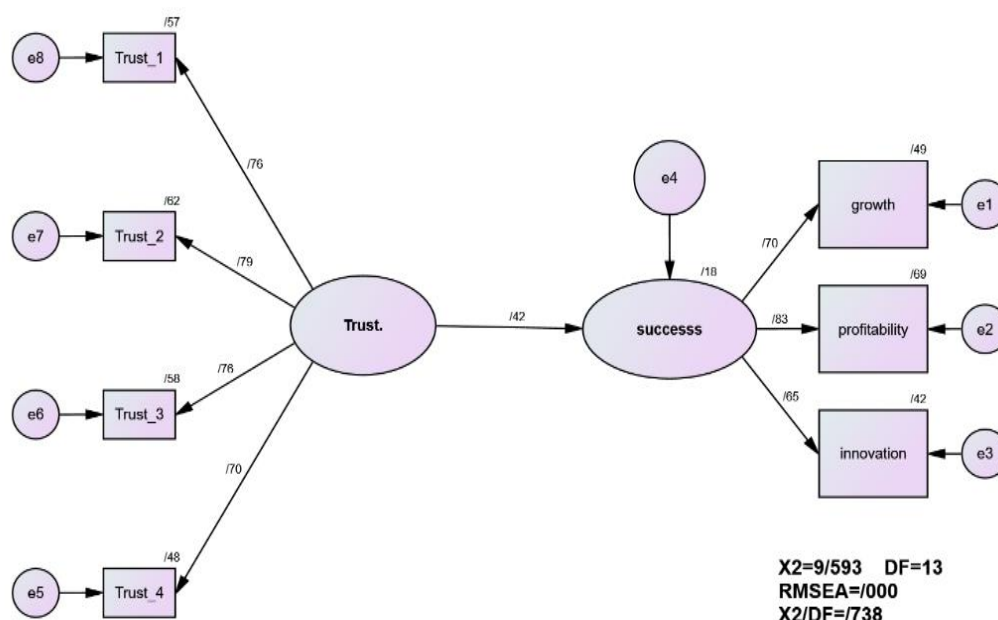 /57
e8
Trust_1
/76
/62
e7
Trust_2
/79
/58
e6
Trust_3
/76
/48
e5
Trust_4
/70
Trust.
/42
e4
/18
successs
/49
growth
e1
/70
/69
profitability
e2
/83
/42
innovation
e3
/65
X2=9/593 DF=13
RMSEA=/000
X2/DF=/738